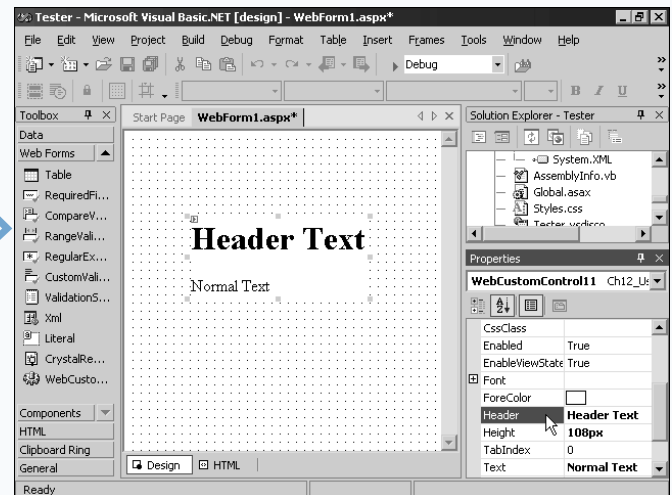 Tester - Microsoft Visual Basic.NET [design] - WebForm1.aspx*
File Edit View Project Build Debug Format Table Insert Frames Tools Window Help
Debug
B I U
Toolbox
Data
Web Forms
Table
RequiredFi...
CompareV...
RangeVali...
RegularEx...
CustomVali...
ValidationS...
Xml
Literal
CrystalRe...
WebCusto...
Components
HTML
Clipboard Ring
General
Start Page WebForm1.aspx*
Header Text
Normal Text
Design HTML
Solution Explorer - Tester
System.XML
AssemblyInfo.vb
Global.asax
Styles.css
Tester.vsdisco
Properties
WebCustomControl11 Ch12_Us
CssClass
Enabled True
EnableViewState True
Font
ForeColor
Header Header Text
Height 108px
TabIndex 0
Text Normal Text
Ready